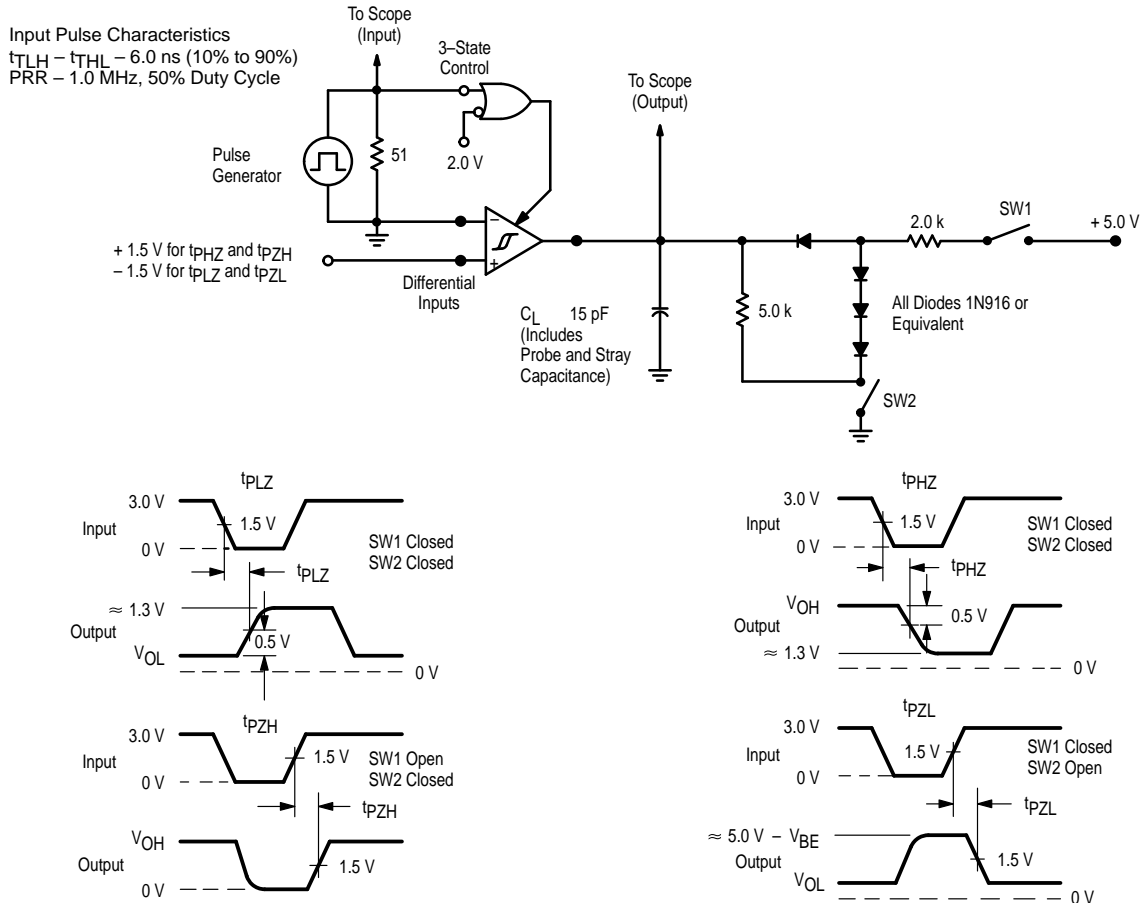 Input Pulse Characteristics
tTLH – tTHL – 6.0 ns (10% to 90%)
PRR – 1.0 MHz, 50% Duty Cycle
To Scope
(Input)
3–State
Control
To Scope
(Output)
Pulse
Generator
51
2.0 V
SW1
2.0 k
+ 5.0 V
–
+
+ 1.5 V for tPHZ and tPZH
– 1.5 V for tPLZ and tPZL
Differential
Inputs
CL 15 pF
(Includes
Probe and Stray
Capacitance)
5.0 k
All Diodes 1N916 or
Equivalent
SW2
tPLZ
3.0 V
Input
1.5 V
0 V
SW1 Closed
SW2 Closed
tPLZ
≈ 1.3 V
Output
0.5 V
VOL
0 V
tPHZ
3.0 V
Input
1.5 V
0 V
SW1 Closed
SW2 Closed
tPHZ
VOH
Output
0.5 V
≈ 1.3 V
0 V
tPZH
3.0 V
Input
1.5 V
0 V
SW1 Open
SW2 Closed
tPZH
VOH
Output
1.5 V
0 V
tPZL
3.0 V
Input
1.5 V
0 V
SW1 Closed
SW2 Open
tPZL
≈ 5.0 V – VBE
Output
1.5 V
VOL
0 V